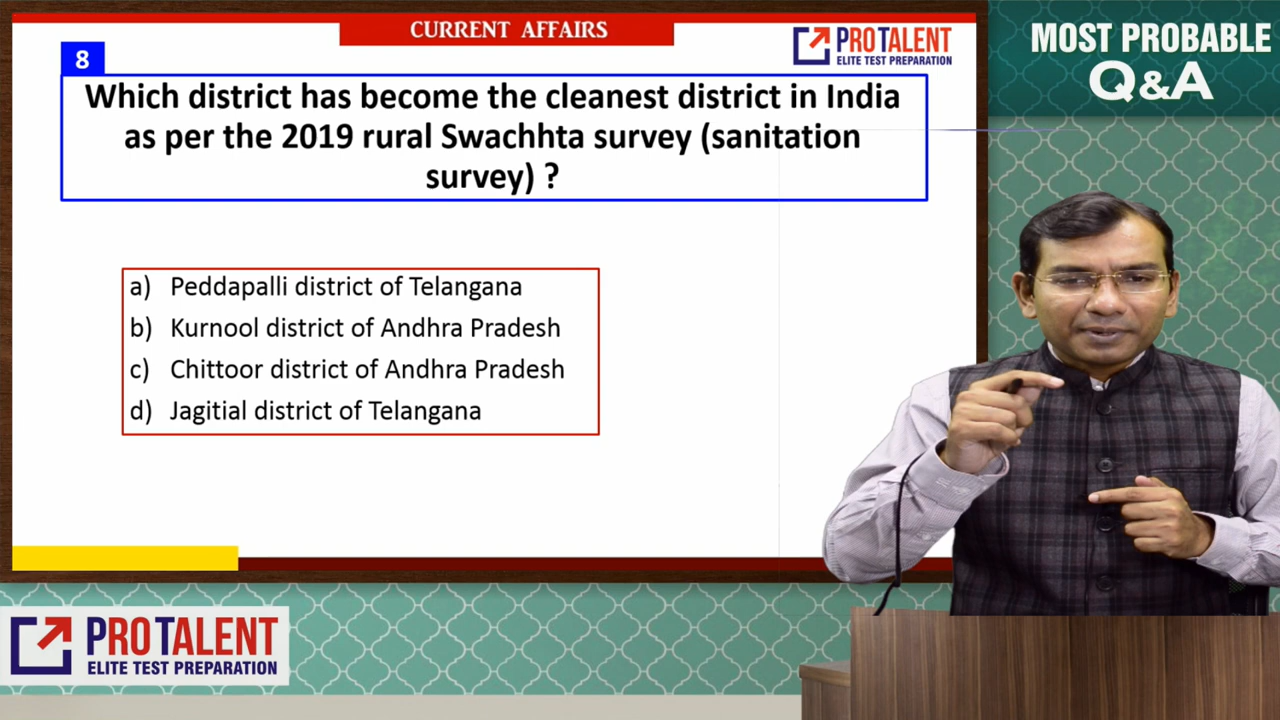 CURRENT AFFAIRS
PROTALENT
ELITE TEST PREPARATION
MOST PROBABLE
Q&A
8
Which district has become the cleanest district in India
as per the 2019 rural Swachhta survey (sanitation
survey) ?
a) Peddapalli district of Telangana
b) Kurnool district of Andhra Pradesh
c) Chittoor district of Andhra Pradesh
d) Jagitial district of Telangana
PROTALENT
ELITE TEST PREPARATION